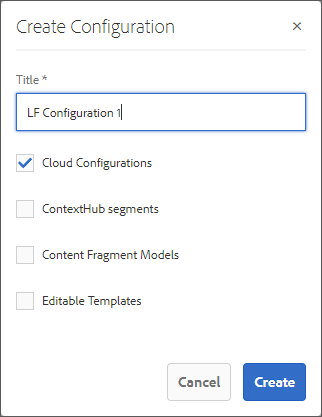 Create Configuration
Title *
LF Configuration 1
Cloud Configurations
ContextHub segments
Content Fragment Models
Editable Templates
Cancel Create